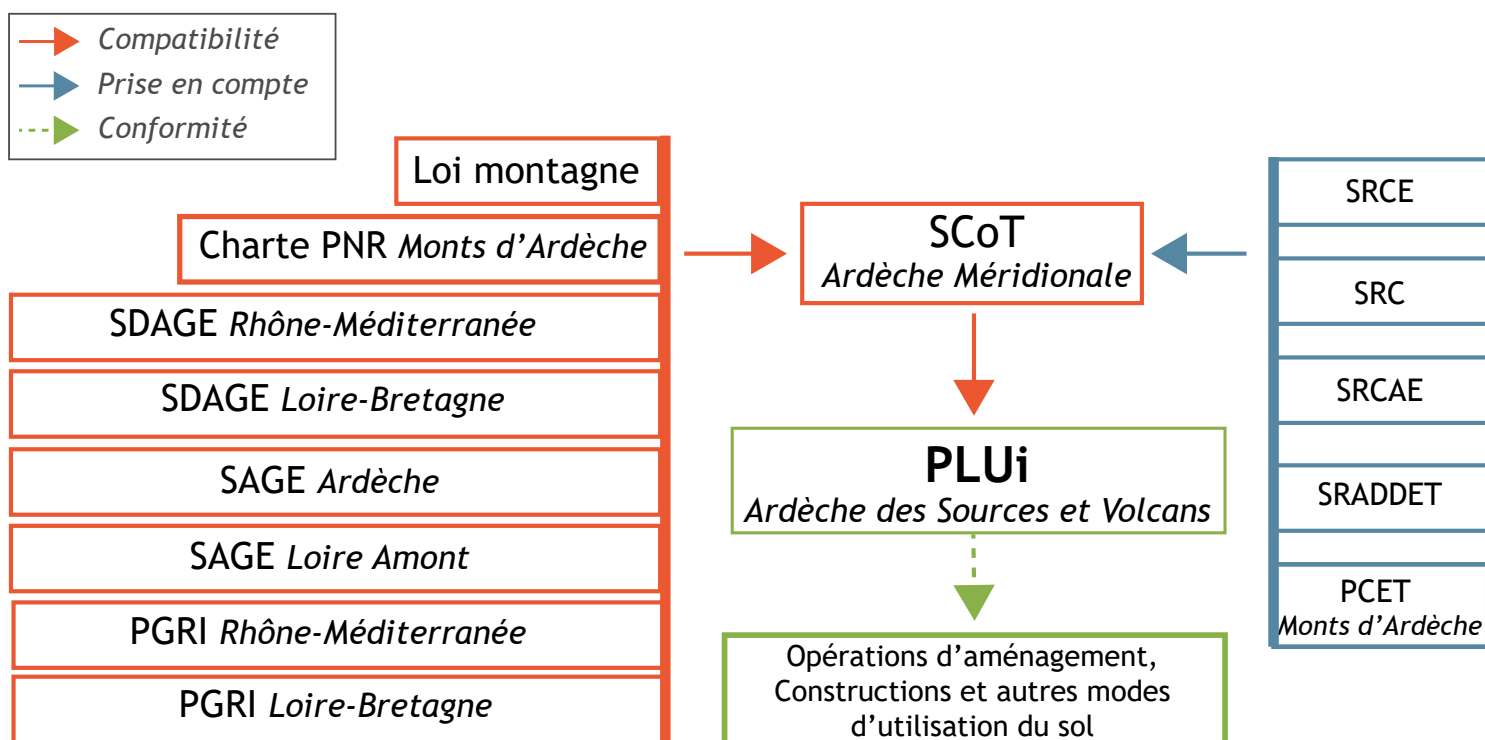 Compatibilité
Prise en compte
Conformité
Loi montagne
Charte PNR Monts d’Ardèche
SDAGE Rhône-Méditerranée
SDAGE Loire-Bretagne
SAGE Ardèche
SAGE Loire Amont
PGRI Rhône-Méditerranée
PGRI Loire-Bretagne
SCoT
Ardèche Méridionale
PLUi
Ardèche des Sources et Volcans
Opérations d’aménagement,
Constructions et autres modes
d’utilisation du sol
SRCE
SRC
SRCAE
SRADDET
PCET
Monts d’Ardèche